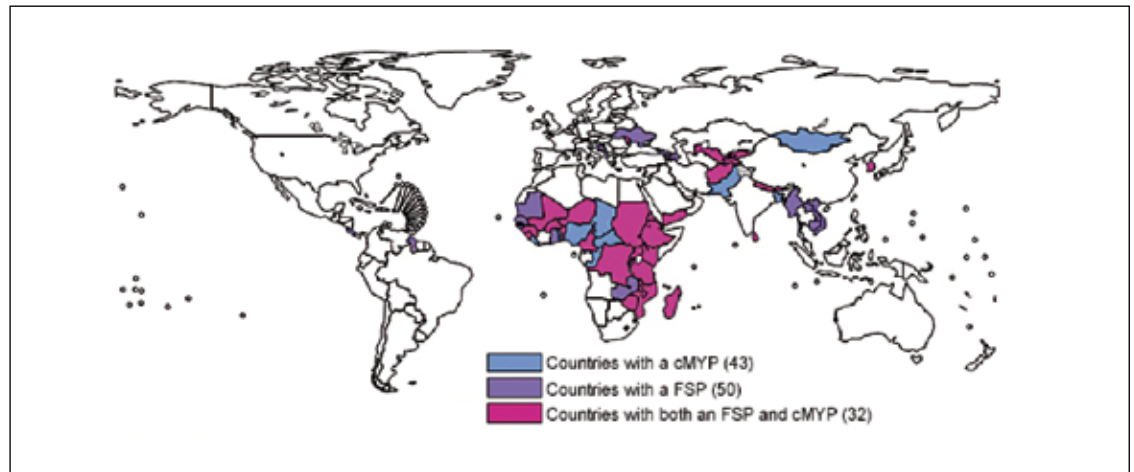 Countries with a cMYP (43)
Countries with a FSP (50)
Countries with both an FSP and cMYP (32)